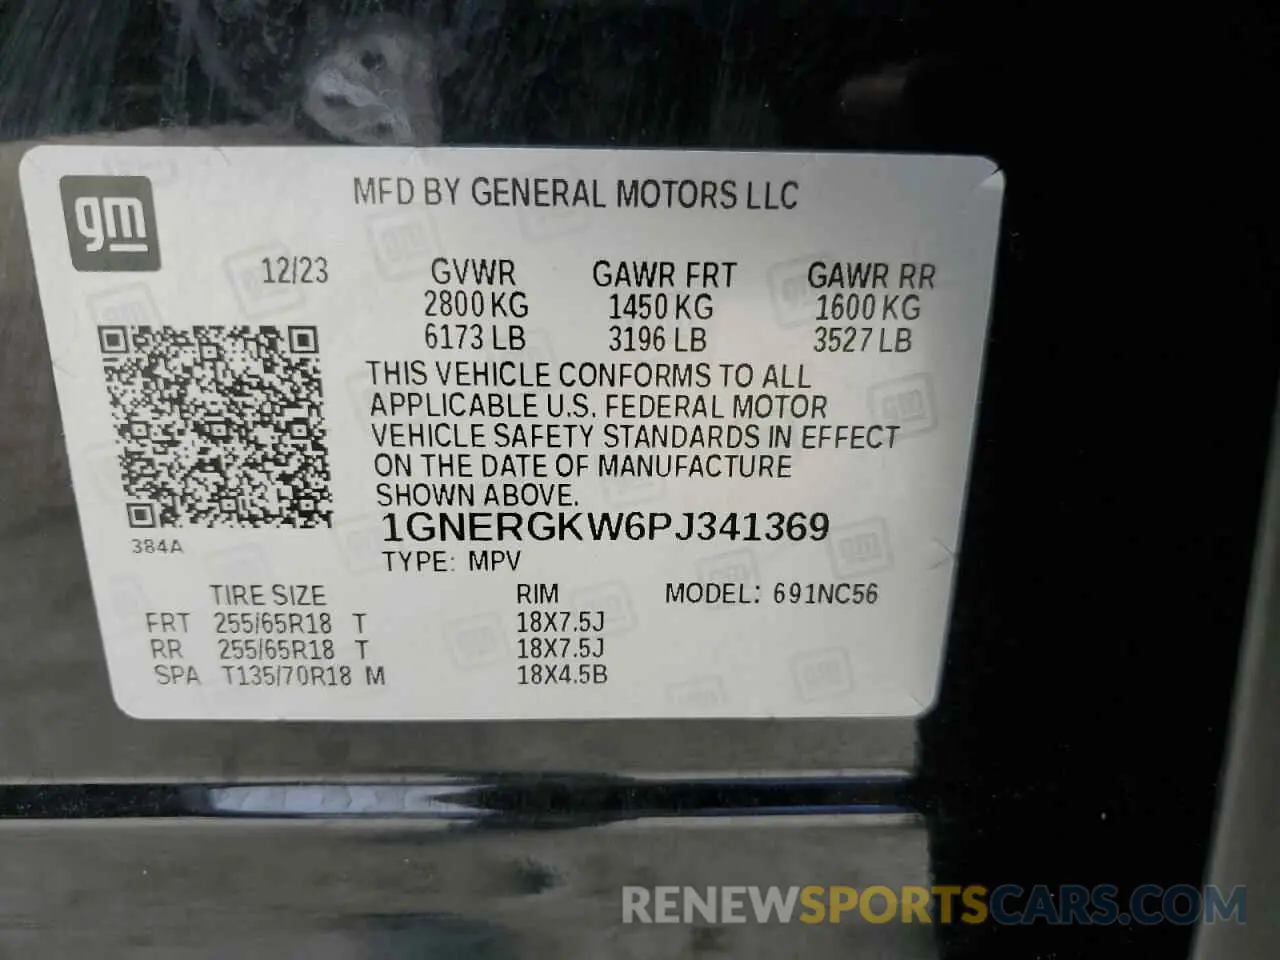 gm
MFD BY GENERAL MOTORS LLC
12/23 GVWR GAWR FRT GAWR RR
2800 KG 1450 KG 1600 KG
6173 LB 3196 LB 3527 LB
THIS VEHICLE CONFORMS TO ALL
APPLICABLE U.S. FEDERAL MOTOR
VEHICLE SAFETY STANDARDS IN EFFECT
ON THE DATE OF MANUFACTURE
SHOWN ABOVE.
1GNERGKW6PJ341369
384A
TYPE: MPV
TIRE SIZE RIM MODEL: 691NC56
FRT 255/65R18 T 18X7.5J
RR 255/65R18 T 18X7.5J
SPA T135/70R18 M 18X4.5B
RENEWSPORTSCARS.COM